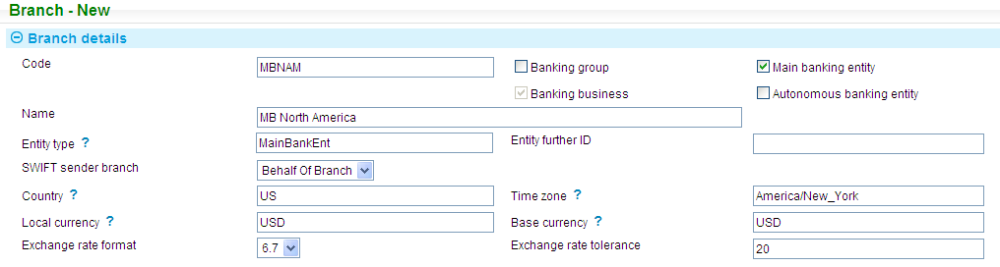 Branch - New
Branch details
Code MBNAM Banking group Main banking entity
Banking business Autonomous banking entity
Name MB North America
Entity type ? MainBankEnt Entity further ID
SWIFT sender branch Behalf Of Branch
Country ? US Time zone ? America/New_York
Local currency ? USD Base currency ? USD
Exchange rate format 6.7 Exchange rate tolerance 20